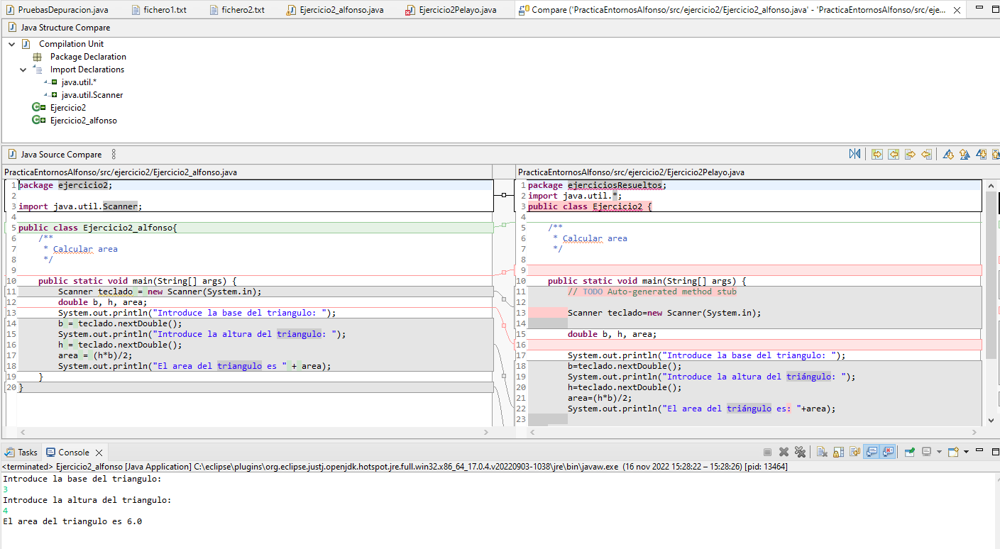 PruebasDepuracion.java fichero1.txt fichero2.txt Ejercicio2_alfonso.java Ejercicio2Pelayo.java Compare ('PracticaEntornosAlfonso/src/ejercicio2/Ejercicio2_alfonso.java' - 'PracticaEntornosAlfonso/src/eje...
Java Structure Compare
Compilation Unit
Package Declaration
Import Declarations
java.util.*
java.util.Scanner
Ejercicio2
Ejercicio2_alfonso
Java Source Compare
PracticaEntornosAlfonso/src/ejercicio2/Ejercicio2_alfonso.java
1 package ejercicio2;
2
3 import java.util.Scanner;
4
5 public class Ejercicio2_alfonso{
6 /**
7 * Calcular area
8 */
9
10 public static void main(String[] args) {
11 Scanner teclado = new Scanner(System.in);
12 double b, h, area;
13 System.out.println("Introduce la base del triangulo: ");
14 b = teclado.nextDouble();
15 System.out.println("Introduce la altura del triangulo: ");
16 h = teclado.nextDouble();
17 area = (h*b)/2;
18 System.out.println("El area del triangulo es " + area);
19 }
20 }
PracticaEntornosAlfonso/src/ejercicio2/Ejercicio2Pelayo.java
1 package ejerciciosResueltos;
2 import java.util.*;
3 public class Ejercicio2 {
4
5 /**
6 * Calcular area
7 */
8
9
10 public static void main(String[] args) {
11 // TODO Auto-generated method stub
12
13 Scanner teclado=new Scanner(System.in);
14
15 double b, h, area;
16
17 System.out.println("Introduce la base del triangulo: ");
18 b=teclado.nextDouble();
19 System.out.println("Introduce la altura del triángulo: ");
20 h=teclado.nextDouble();
21 area=(h*b)/2;
22 System.out.println("El area del triángulo es: "+area);
23
Tasks Console
<terminated> Ejercicio2_alfonso [Java Application] C:\eclipse\plugins\org.eclipse.justj.openjdk.hotspot.jre.full.win32.x86_64_17.0.4.v20220903-1038\jre\bin\javaw.exe (16 nov 2022 15:28:22 – 15:28:26) [pid: 13464]
Introduce la base del triangulo:
3
Introduce la altura del triangulo:
4
El area del triangulo es 6.0